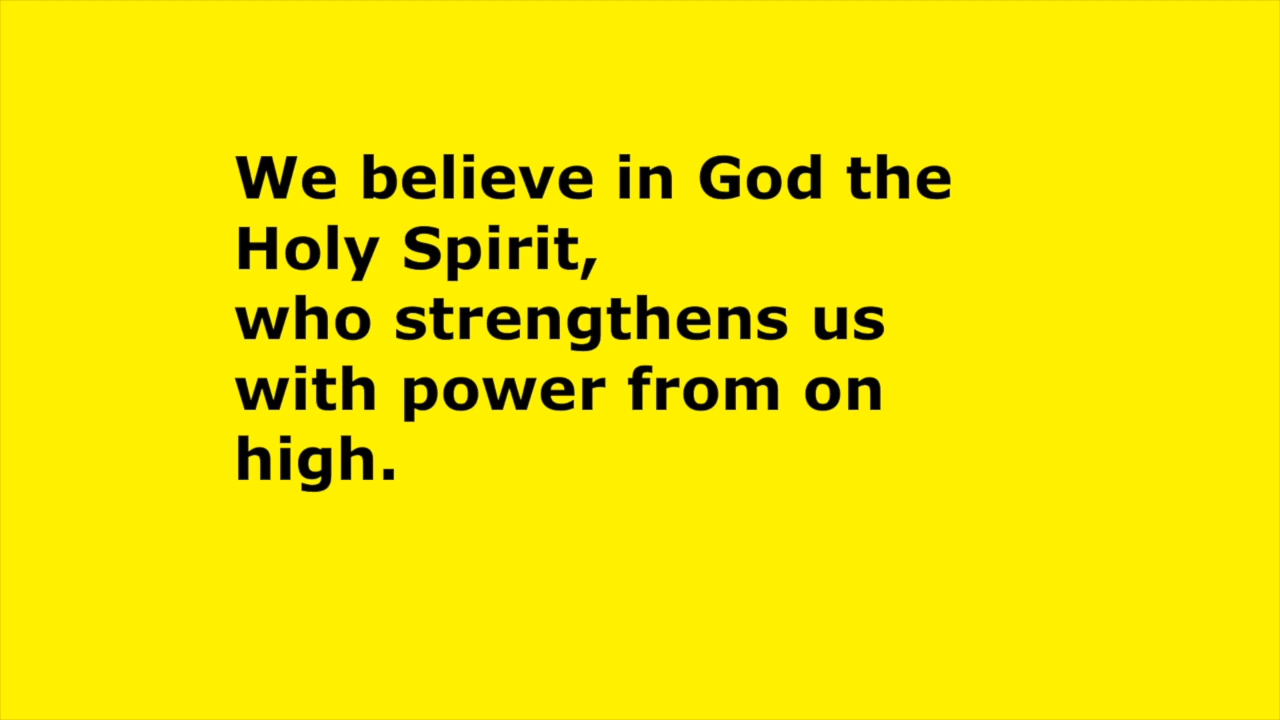 We believe in God the
Holy Spirit,
who strengthens us
with power from on
high.